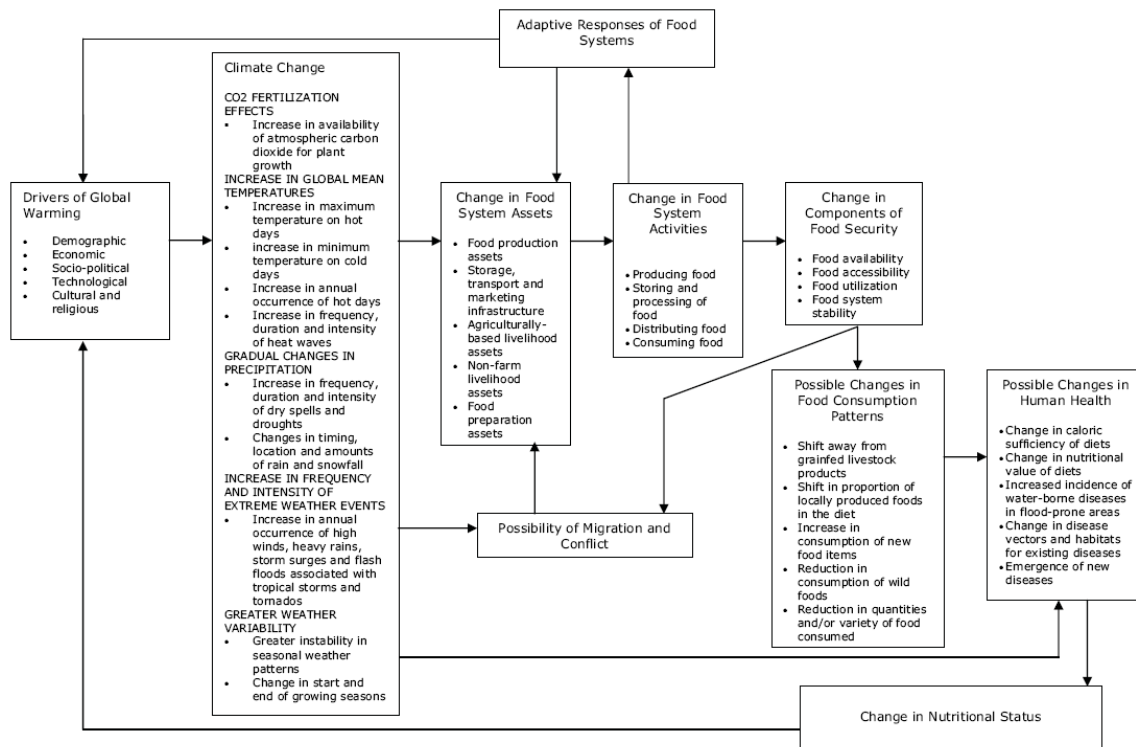 Adaptive Responses of Food
Systems
Climate Change
CO2 FERTILIZATION
EFFECTS
• Increase in availability
of atmospheric carbon
dioxide for plant
growth
INCREASE IN GLOBAL MEAN
TEMPERATURES
• Increase in maximum
temperature on hot
days
• increase in minimum
temperature on cold
days
• Increase in annual
occurrence of hot days
• Increase in frequency,
duration and intensity
of heat waves
GRADUAL CHANGES IN
PRECIPITATION
• Increase in frequency,
duration and intensity
of dry spells and
droughts
• Changes in timing,
location and amounts
of rain and snowfall
INCREASE IN FREQUENCY
AND INTENSITY OF
EXTREME WEATHER EVENTS
• Increase in annual
occurrence of high
winds, heavy rains,
storm surges and flash
floods associated with
tropical storms and
tornados
GREATER WEATHER
VARIABILITY
• Greater instability in
seasonal weather
patterns
• Change in start and
end of growing seasons
Drivers of Global
Warming
• Demographic
• Economic
• Socio-political
• Technological
• Cultural and
religious
Change in Food
System Assets
• Food production
assets
• Storage,
transport and
marketing
infrastructure
• Agriculturally-
based livelihood
assets
• Non-farm
livelihood
assets
• Food
preparation
assets
Change in Food
System
Activities
• Producing food
• Storing and
processing of
food
• Distributing food
• Consuming food
Change in
Components of
Food Security
• Food availability
• Food accessibility
• Food utilization
• Food system
stability
Possibility of Migration and
Conflict
Possible Changes in
Food Consumption
Patterns
• Shift away from
grainfed livestock
products
• Shift in proportion of
locally produced foods
in the diet
• Increase in
consumption of new
food items
• Reduction in
consumption of wild
foods
• Reduction in quantities
and/or variety of food
consumed
Possible Changes in
Human Health
• Change in caloric
sufficiency of diets
• Change in nutritional
value of diets
• Increased incidence of
water-borne diseases
in flood-prone areas
• Change in disease
vectors and habitats
for existing diseases
• Emergence of new
diseases
Change in Nutritional Status